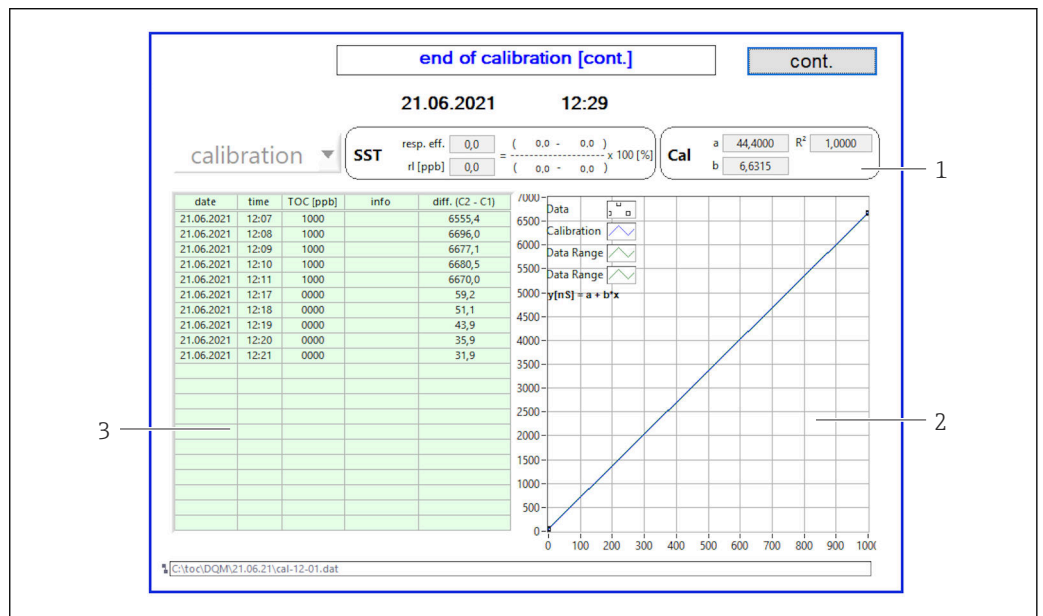 end of calibration [cont.]
cont.
21.06.2021 12:29
calibration
SST
resp. eff. 0,0 = ( 0,0 - 0,0 ) x 100 [%]
rl [ppb] 0,0 ( 0,0 - 0,0 )
Cal
a 44,4000 R² 1,0000
b 6,6315
1
date time TOC [ppb] info diff. (C2 - C1)
21.06.2021 12:07 1000 6555,4
21.06.2021 12:08 1000 6696,0
21.06.2021 12:09 1000 6677,1
21.06.2021 12:10 1000 6680,5
21.06.2021 12:11 1000 6670,0
21.06.2021 12:17 0000 59,2
21.06.2021 12:18 0000 51,1
21.06.2021 12:19 0000 43,9
21.06.2021 12:20 0000 35,9
21.06.2021 12:21 0000 31,9
3
7000
6500
6000
5500
5000
4500
4000
3500
3000
2500
2000
1500
1000
500
0
Data
Calibration
Data Range
Data Range
y[nS] = a + b*x
2
0 100 200 300 400 500 600 700 800 900 1000
C:\toc\DQM\21.06.21\cal-12-01.dat